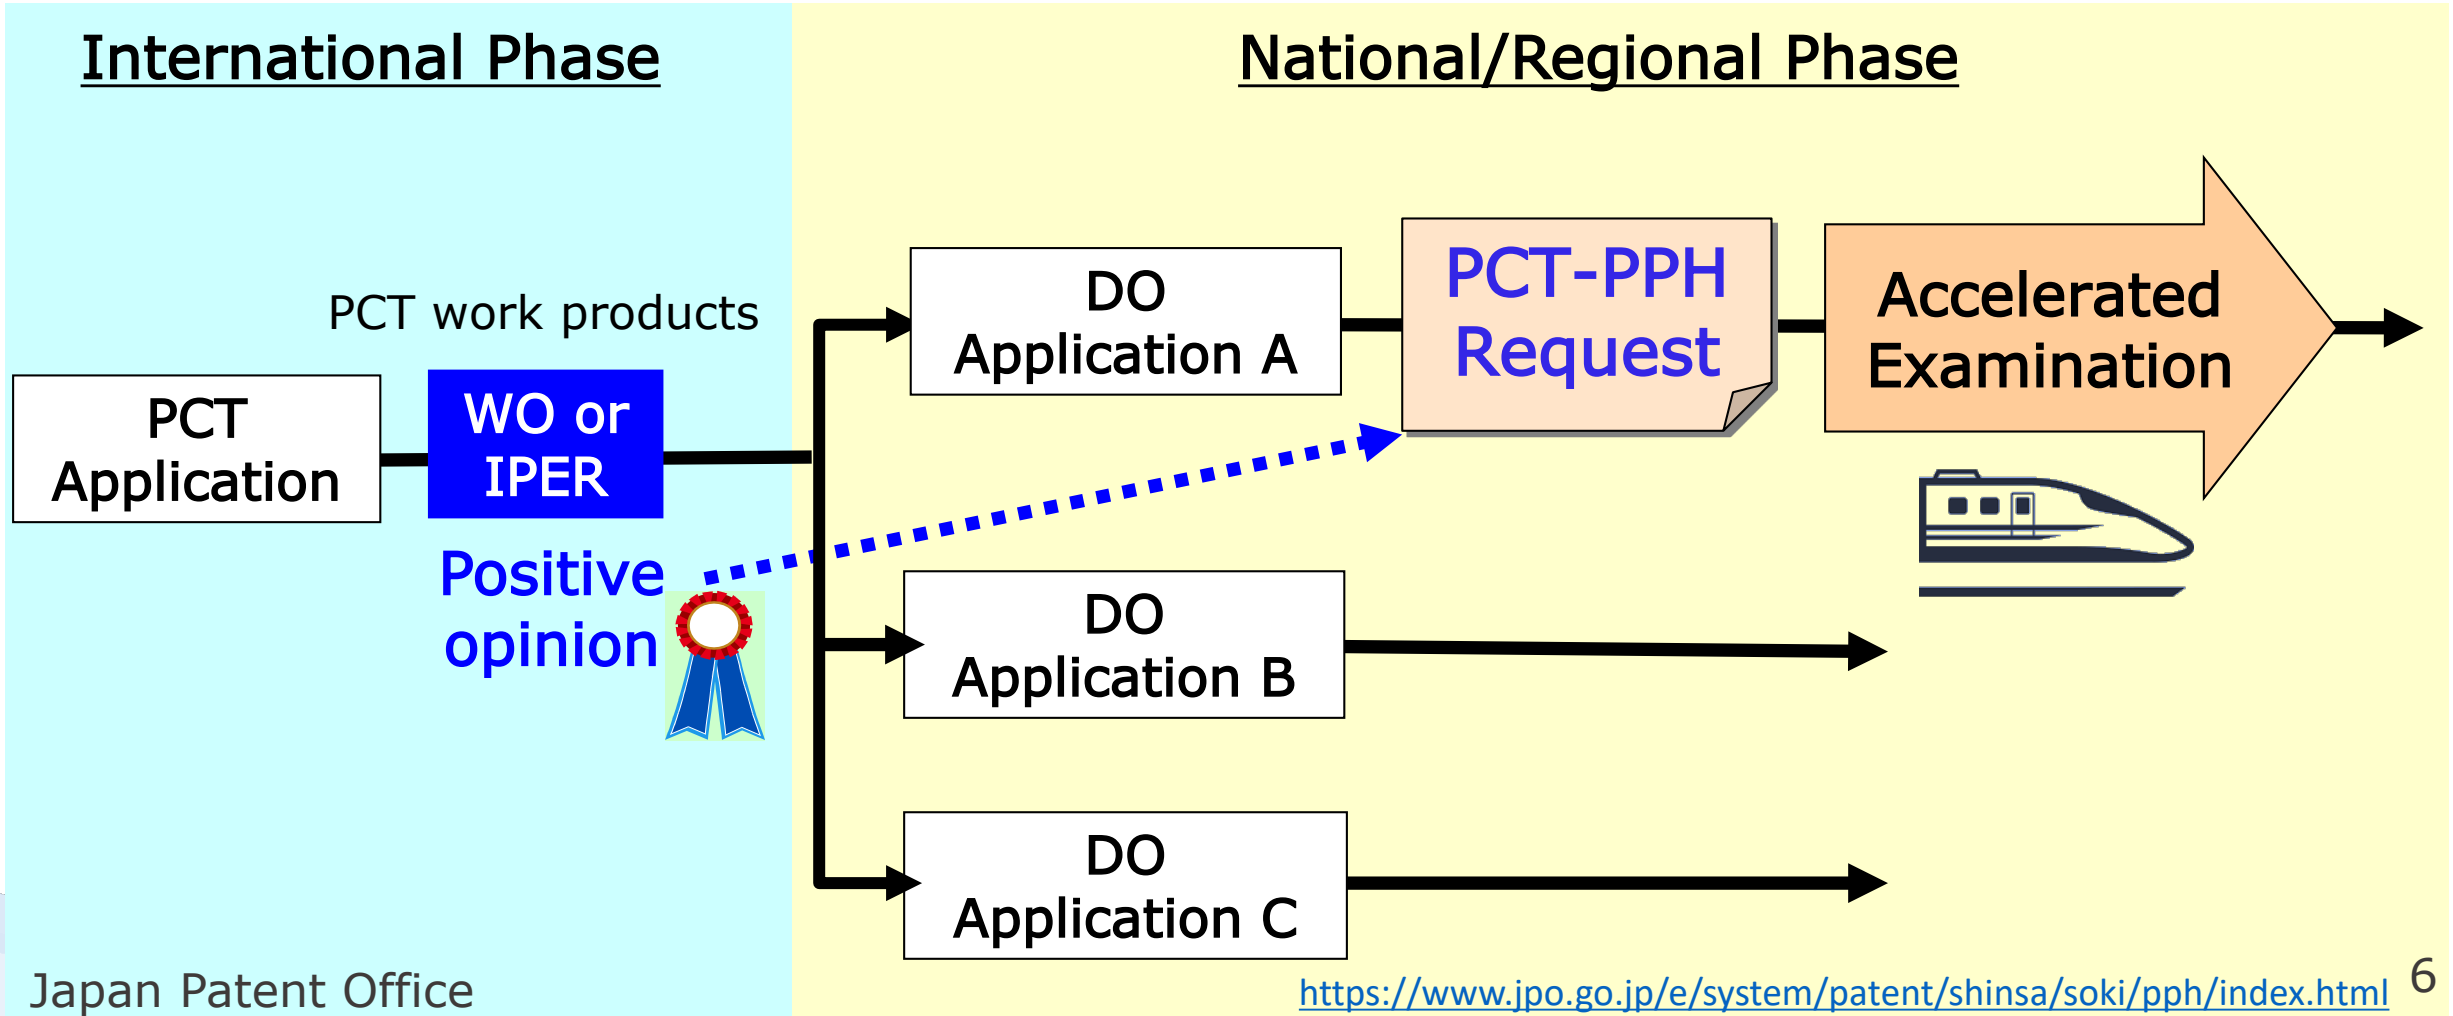 International Phase
National/Regional Phase
PCT work products
PCT
Application
WO or
IPER
Positive
opinion
DO
Application A
PCT-PPH
Request
Accelerated
Examination
DO
Application B
DO
Application C
Japan Patent Office
https://www.jpo.go.jp/e/system/patent/shinsa/soki/pph/index.html
6